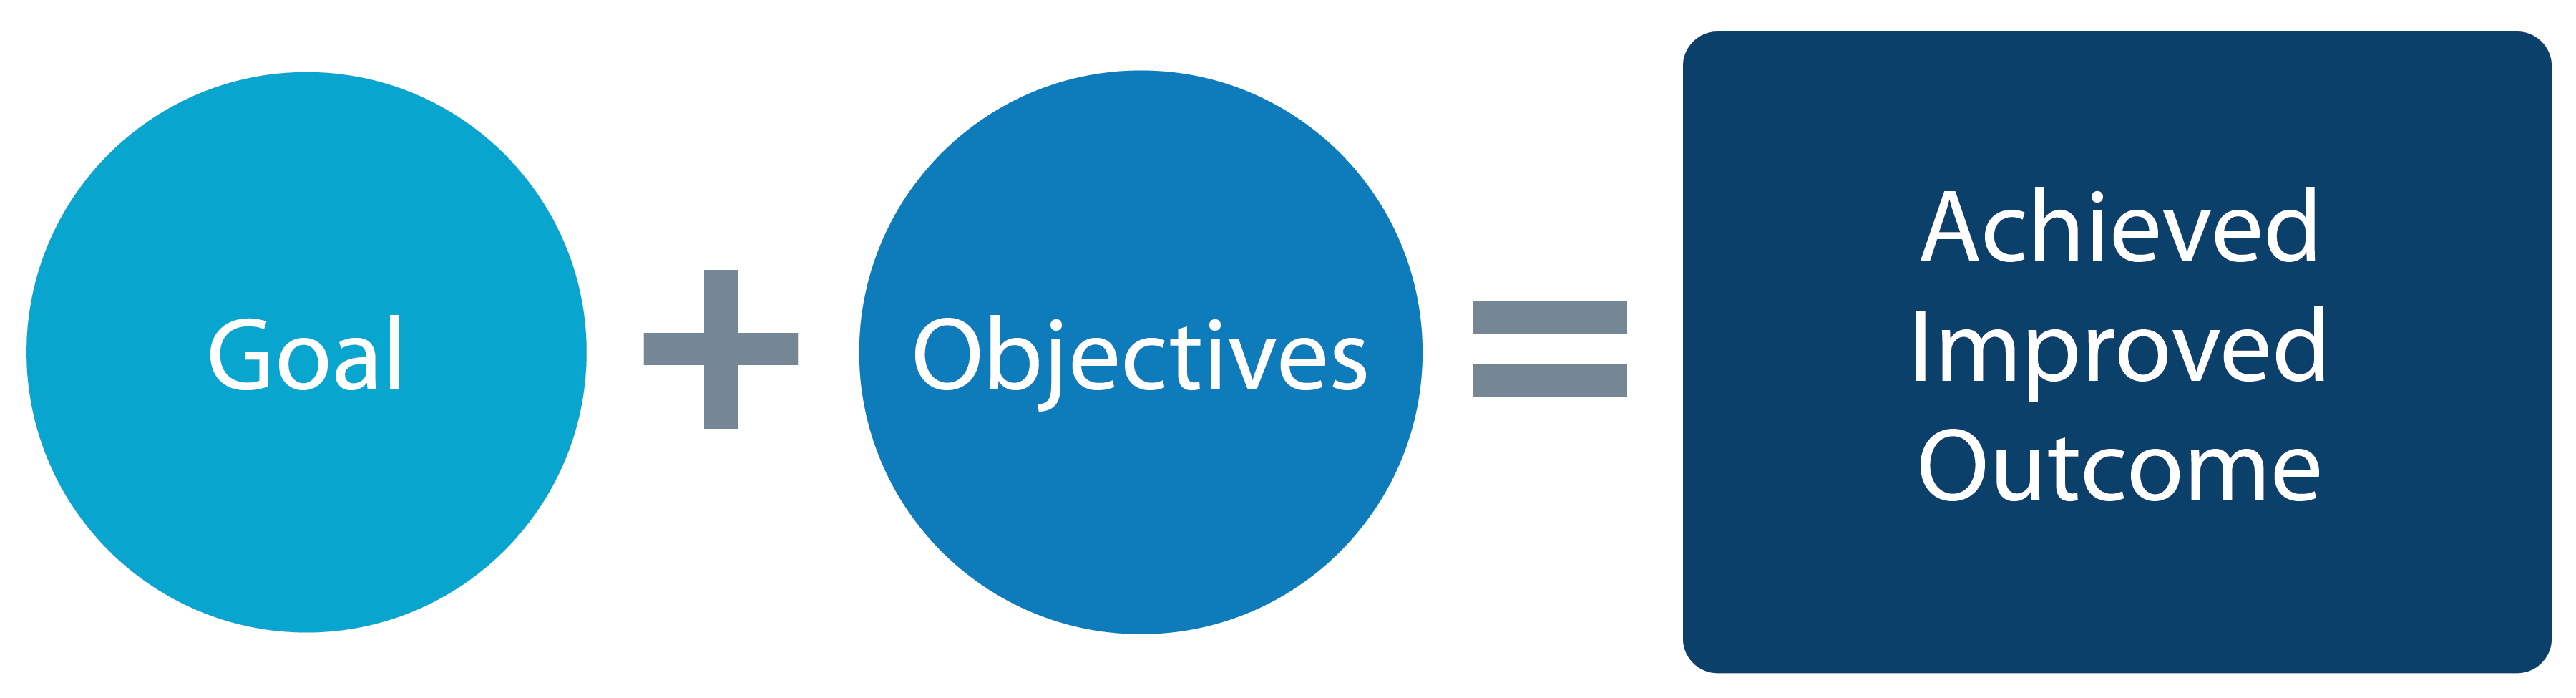 Goal
+
Objectives
=
Achieved
Improved
Outcome